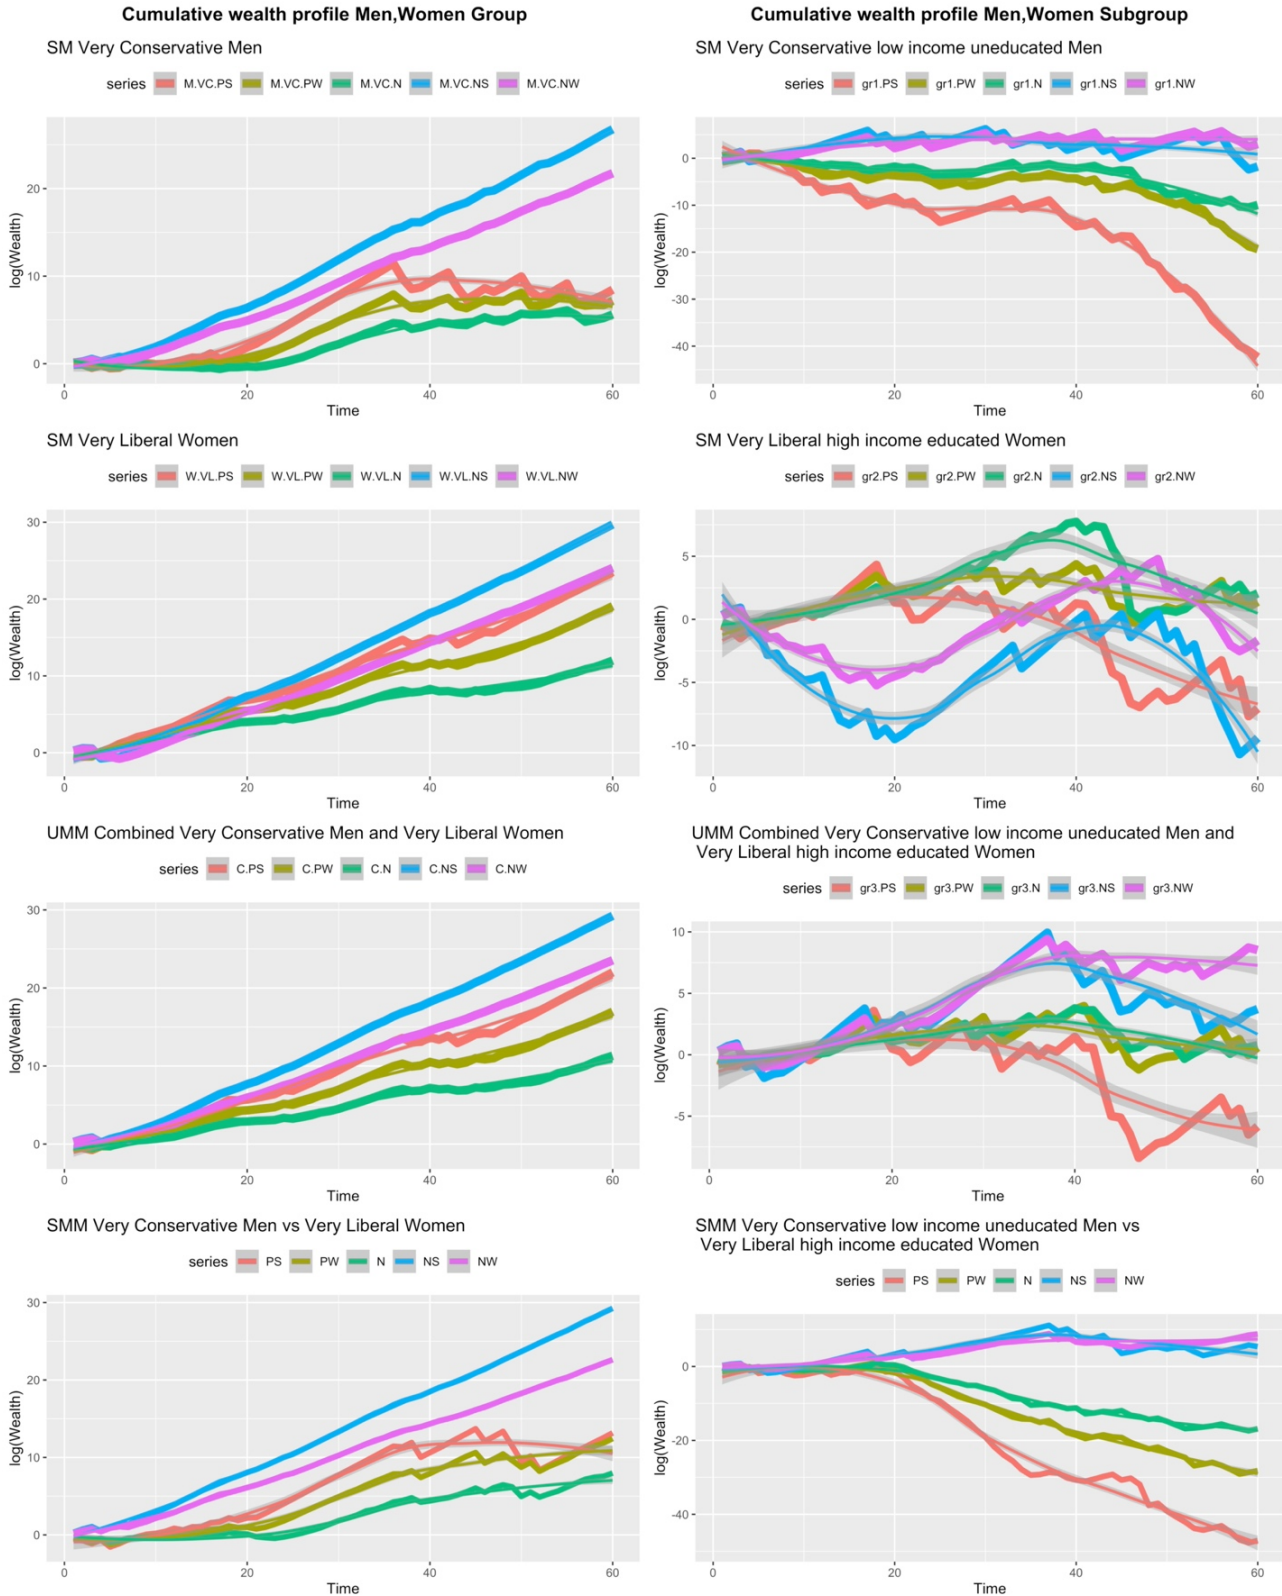 Cumulative wealth profile Men,Women Group
SM Very Conservative Men
series M.VC.PS M.VC.PW M.VC.N M.VC.NS M.VC.NW
log(Wealth)
20
10
0
0 20 40 60
Time
SM Very Liberal Women
series W.VL.PS W.VL.PW W.VL.N W.VL.NS W.VL.NW
log(Wealth)
30
20
10
0
0 20 40 60
Time
UMM Combined Very Conservative Men and Very Liberal Women
series C.PS C.PW C.N C.NS C.NW
log(Wealth)
30
20
10
0
0 20 40 60
Time
SMM Very Conservative Men vs Very Liberal Women
series PS PW N NS NW
log(Wealth)
30
20
10
0
0 20 40 60
Time
Cumulative wealth profile Men,Women Subgroup
SM Very Conservative low income uneducated Men
series gr1.PS gr1.PW gr1.N gr1.NS gr1.NW
log(Wealth)
0
-10
-20
-30
-40
0 20 40 60
Time
SM Very Liberal high income educated Women
series gr2.PS gr2.PW gr2.N gr2.NS gr2.NW
log(Wealth)
5
0
-5
-10
0 20 40 60
Time
UMM Combined Very Conservative low income uneducated Men and
Very Liberal high income educated Women
series gr3.PS gr3.PW gr3.N gr3.NS gr3.NW
log(Wealth)
10
5
0
-5
0 20 40 60
Time
SMM Very Conservative low income uneducated Men vs
Very Liberal high income educated Women
series PS PW N NS NW
log(Wealth)
0
-20
-40
0 20 40 60
Time